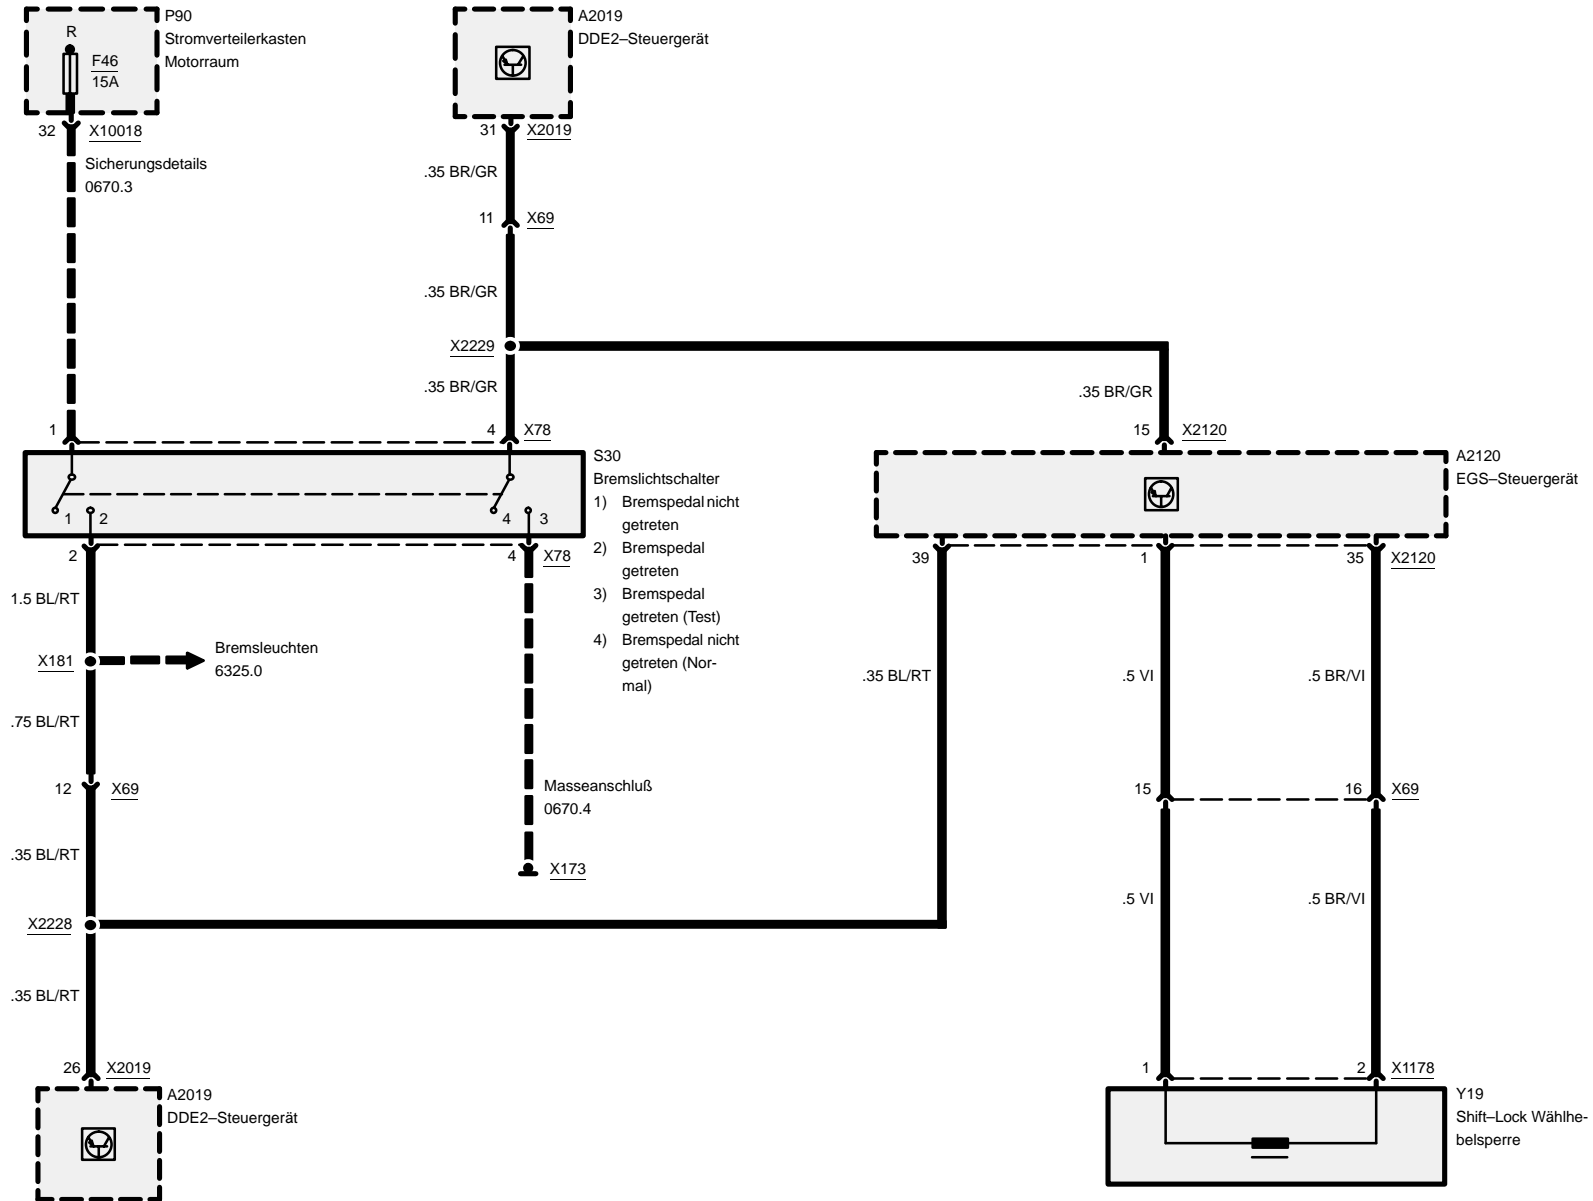 P90
Stromverteilerkasten
Motorraum
R
F46
15A
32 X10018
Sicherungsdetails
0670.3
A2019
DDE2–Steuergerät
31 X2019
.35 BR/GR
11 X69
.35 BR/GR
X2229
.35 BR/GR
.35 BR/GR
1
4 X78
15 X2120
S30
Bremslichtschalter
1) Bremspedal nicht
getreten
2) Bremspedal
getreten
3) Bremspedal
getreten (Test)
4) Bremspedal nicht
getreten (Nor-
mal)
1 2
4 3
A2120
EGS–Steuergerät
2
4 X78
39
1
35 X2120
1.5 BL/RT
X181
Bremsleuchten
6325.0
.35 BL/RT
.5 VI
.5 BR/VI
.75 BL/RT
12 X69
Masseanschluß
0670.4
15
16 X69
.35 BL/RT
X173
.5 VI
.5 BR/VI
X2228
.35 BL/RT
26 X2019
A2019
DDE2–Steuergerät
1
2 X1178
Y19
Shift–Lock Wählhe-
belsperre